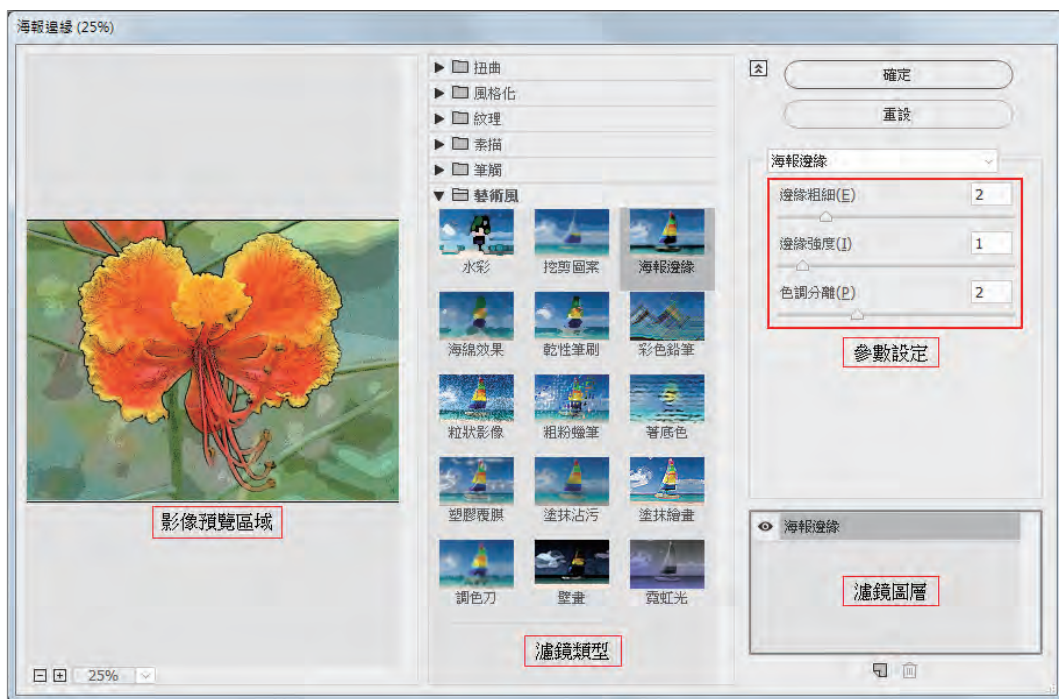 海報邊緣 (25%)
影像預覽區域
25%
扭曲
風格化
紋理
素描
筆觸
藝術風
水彩
挖剪圖案
海報邊緣
海綿效果
乾性筆刷
彩色鉛筆
粒狀影像
粗粉蠟筆
著底色
塑膠覆膜
塗抹沾污
塗抹繪畫
調色刀
壁畫
霓虹光
濾鏡類型
確定
重設
海報邊緣
邊緣粗細(E) 2
邊緣強度(I) 1
色調分離(P) 2
參數設定
海報邊緣
濾鏡圖層